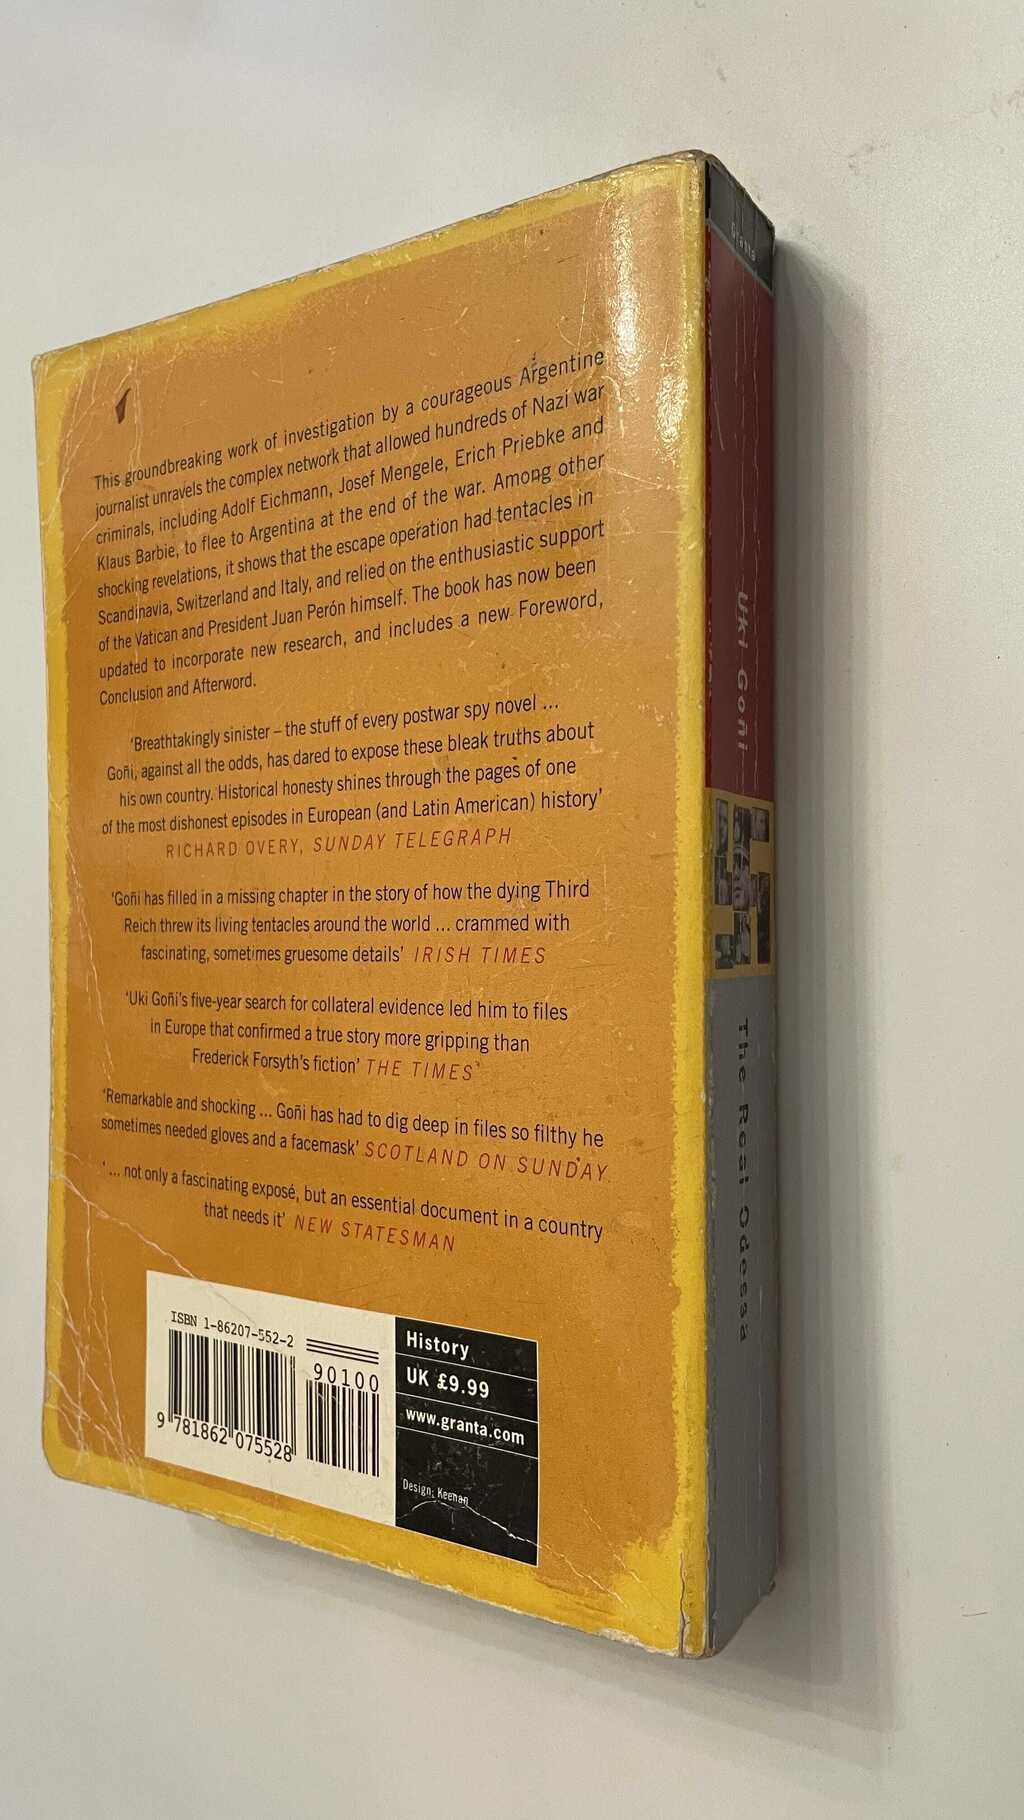 This groundbreaking work of investigation by a courageous Argentine
journalist unravels the complex network that allowed hundreds of Nazi war
criminals, including Adolf Eichmann, Josef Mengele, Erich Priebke and
Klaus Barbie, to flee to Argentina at the end of the war. Among other
shocking revelations, it shows that the escape operation had tentacles in
Scandinavia, Switzerland and Italy, and relied on the enthusiastic support
of the Vatican and President Juan Perón himself. The book has now been
updated to incorporate new research, and includes a new Foreword,
Conclusion and Afterword.
‘Breathtakingly sinister – the stuff of every postwar spy novel ...
Goñi, against all the odds, has dared to expose these bleak truths about
his own country. Historical honesty shines through the pages of one
of the most dishonest episodes in European (and Latin American) history’
RICHARD OVERY, SUNDAY TELEGRAPH
‘Goñi has filled in a missing chapter in the story of how the dying Third
Reich threw its living tentacles around the world ... crammed with
fascinating, sometimes gruesome details’ IRISH TIMES
‘Uki Goñi’s five-year search for collateral evidence led him to files
in Europe that confirmed a true story more gripping than
Frederick Forsyth’s fiction’ THE TIMES
‘Remarkable and shocking ... Goñi has had to dig deep in files so filthy he
sometimes needed gloves and a facemask’ SCOTLAND ON SUNDAY
‘ ... not only a fascinating exposé, but an essential document in a country
that needs it’ NEW STATESMAN
ISBN 1-86207-552-2
90100
9 781862 075528
History
UK £9.99
www.granta.com
Design: Keenan
Granta
Uki Goñi
The Real Odessa